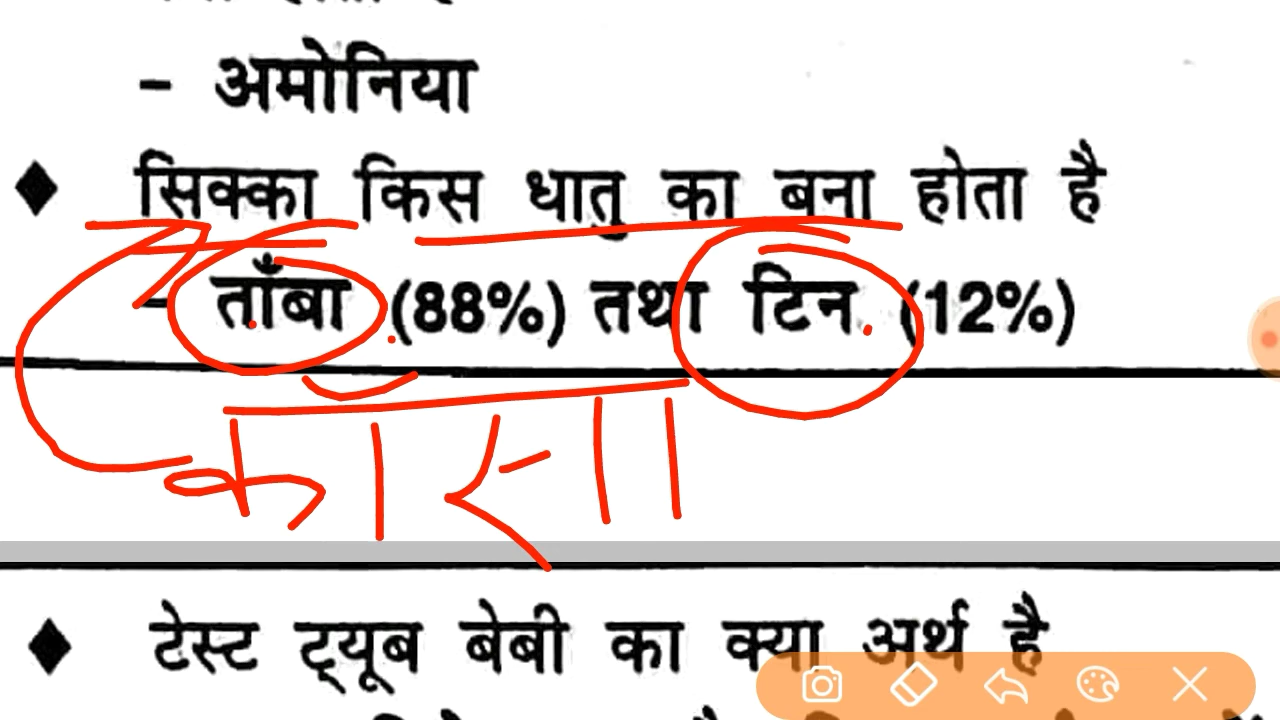 – अमोनिया
♦ सिक्का किस धातु का बना होता है
– ताँबा (88%) तथा टिन (12%)
कासा
♦ टेस्ट ट्यूब बेबी का क्या अर्थ है